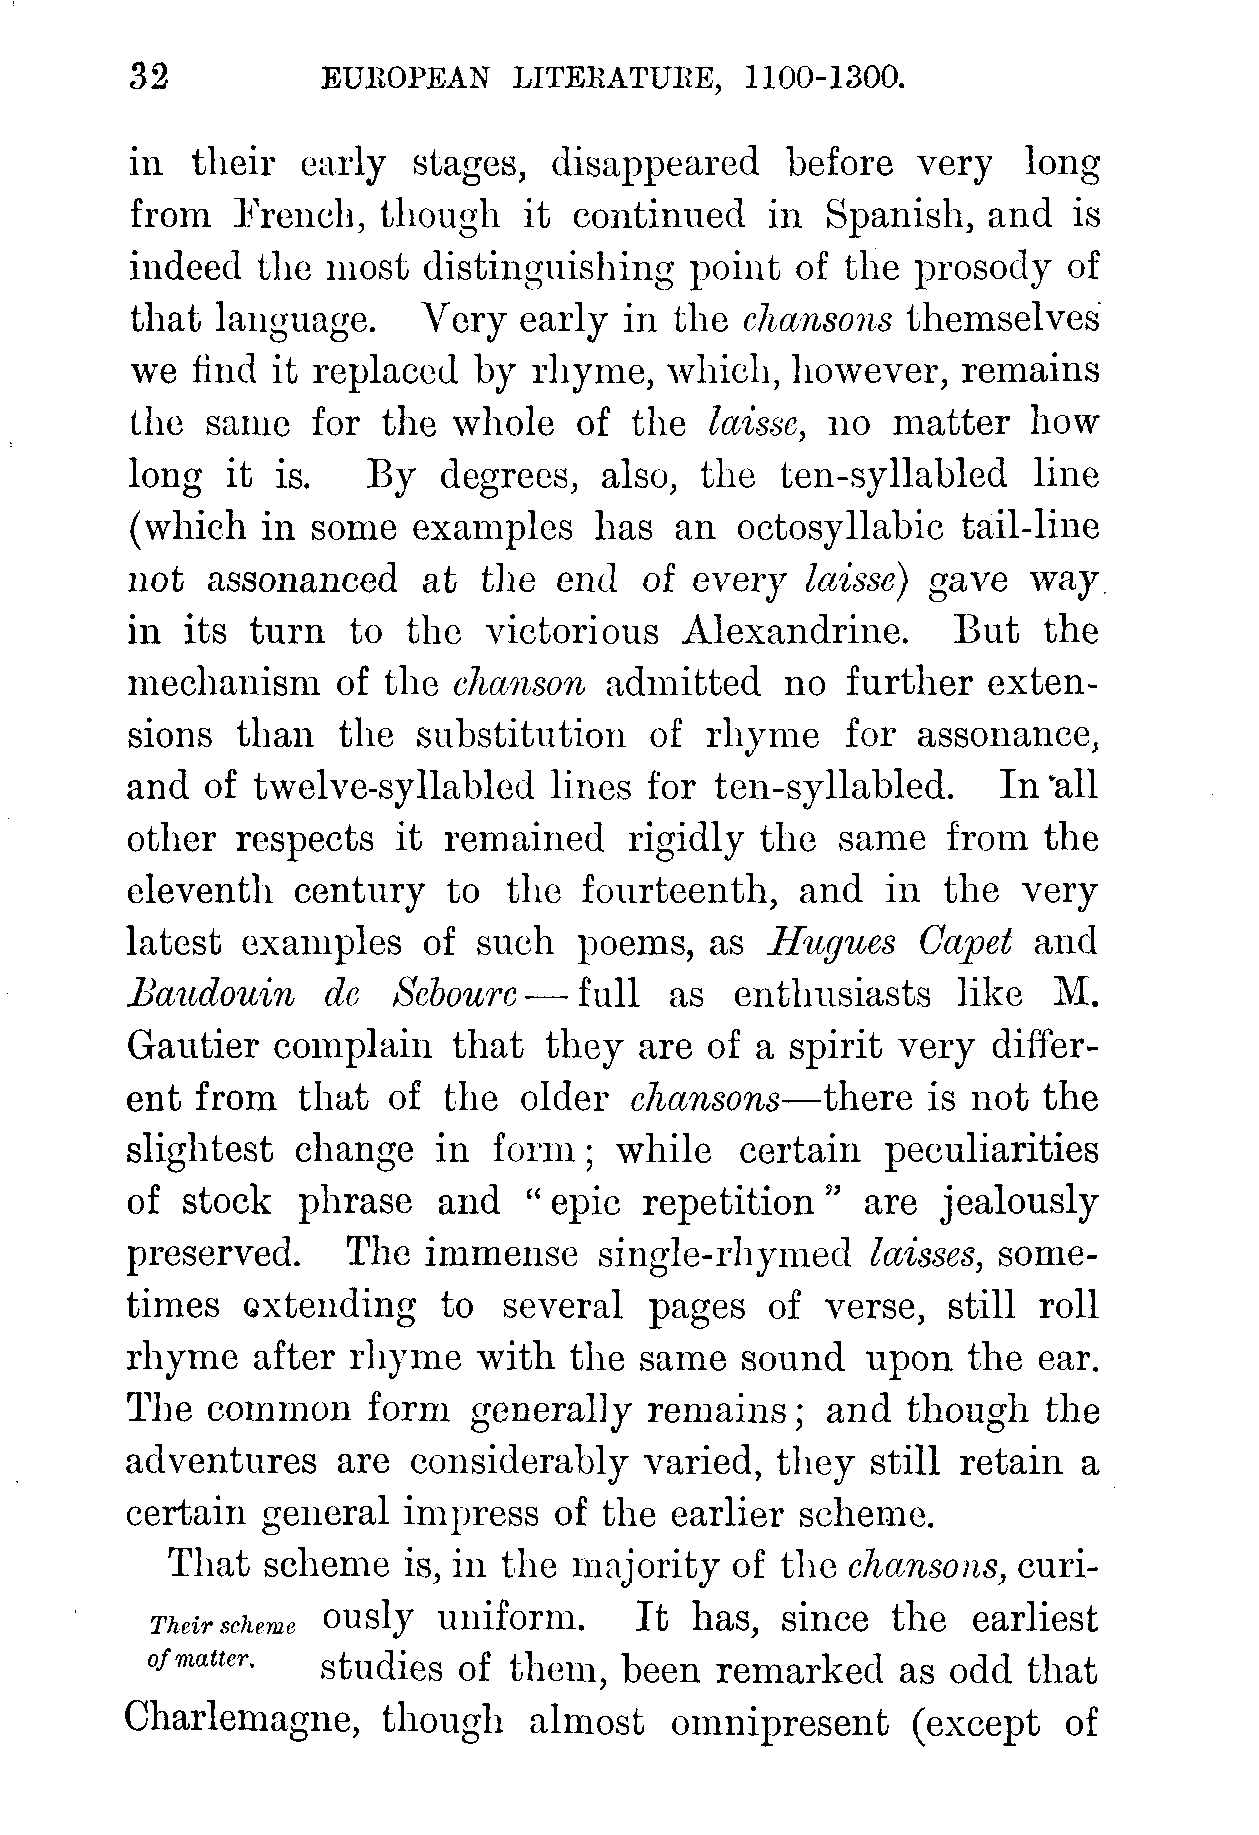 32 EUROPEAN LITERATURE, 1100-1300.
in their early stages, disappeared before very long
from French, though it continued in Spanish, and is
indeed the most distinguishing point of the prosody of
that language. Very early in the chansons themselves
we find it replaced by rhyme, which, however, remains
the same for the whole of the laisse, no matter how
long it is. By degrees, also, the ten-syllabled line
(which in some examples has an octosyllabic tail-line
not assonanced at the end of every laisse) gave way
in its turn to the victorious Alexandrine. But the
mechanism of the chanson admitted no further exten-
sions than the substitution of rhyme for assonance,
and of twelve-syllabled lines for ten-syllabled. In all
other respects it remained rigidly the same from the
eleventh century to the fourteenth, and in the very
latest examples of such poems, as Hugues Capet and
Baudouin de Sebourc — full as enthusiasts like M.
Gautier complain that they are of a spirit very differ-
ent from that of the older chansons—there is not the
slightest change in form; while certain peculiarities
of stock phrase and "epic repetition" are jealously
preserved. The immense single-rhymed laisses, some-
times extending to several pages of verse, still roll
rhyme after rhyme with the same sound upon the ear.
The common form generally remains; and though the
adventures are considerably varied, they still retain a
certain general impress of the earlier scheme.
That scheme is, in the majority of the chansons, curi-
Their scheme ously uniform. It has, since the earliest
of matter. studies of them, been remarked as odd that
Charlemagne, though almost omnipresent (except of